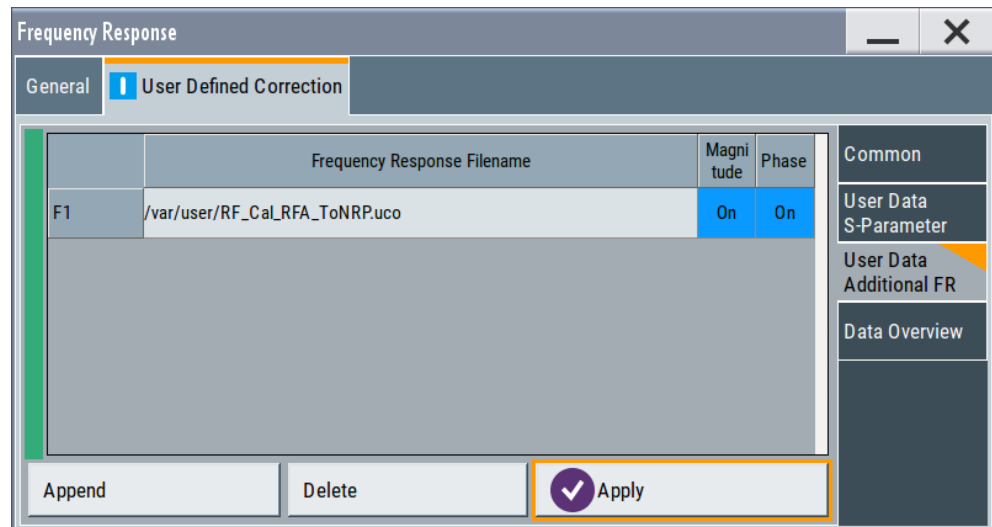 Frequency Response
General
User Defined Correction
Frequency Response Filename
Magni
tude
Phase
F1
/var/user/RF_Cal_RFA_ToNRP.uco
On
On
Common
User Data
S-Parameter
User Data
Additional FR
Data Overview
Append
Delete
Apply